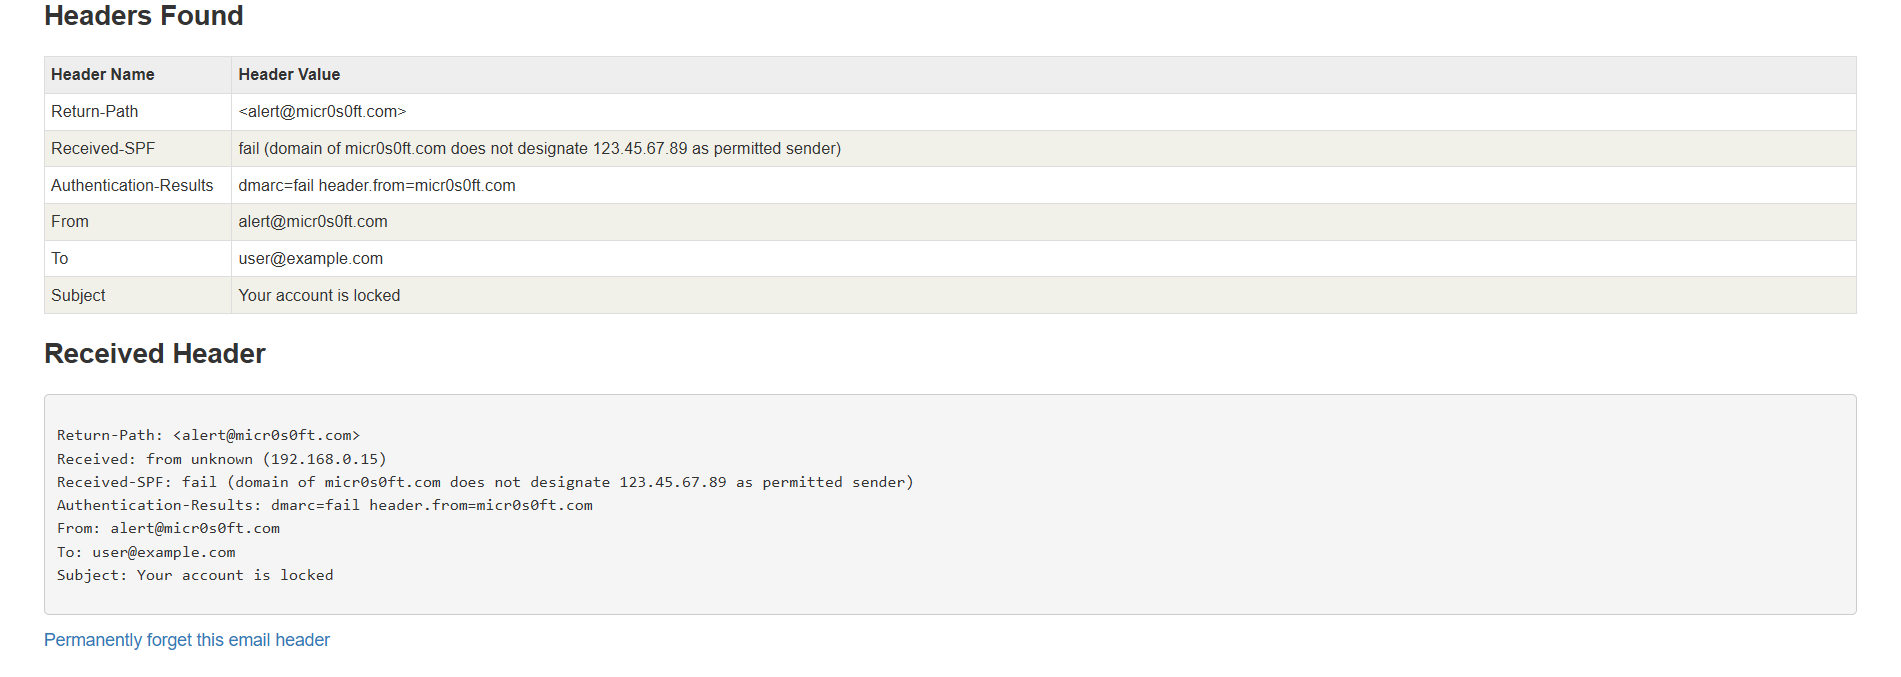 Headers Found
Header Name Header Value
Return-Path <alert@micr0s0ft.com>
Received-SPF fail (domain of micr0s0ft.com does not designate 123.45.67.89 as permitted sender)
Authentication-Results dmarc=fail header.from=micr0s0ft.com
From alert@micr0s0ft.com
To user@example.com
Subject Your account is locked
Received Header
Return-Path: <alert@micr0s0ft.com>
Received: from unknown (192.168.0.15)
Received-SPF: fail (domain of micr0s0ft.com does not designate 123.45.67.89 as permitted sender)
Authentication-Results: dmarc=fail header.from=micr0s0ft.com
From: alert@micr0s0ft.com
To: user@example.com
Subject: Your account is locked
Permanently forget this email header